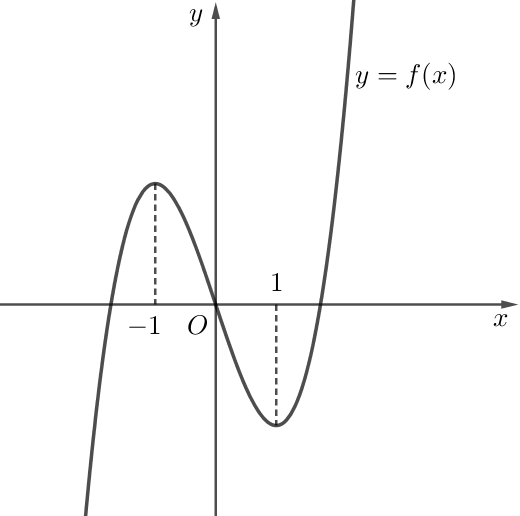 y
y = f(x)
1
−1
O
x